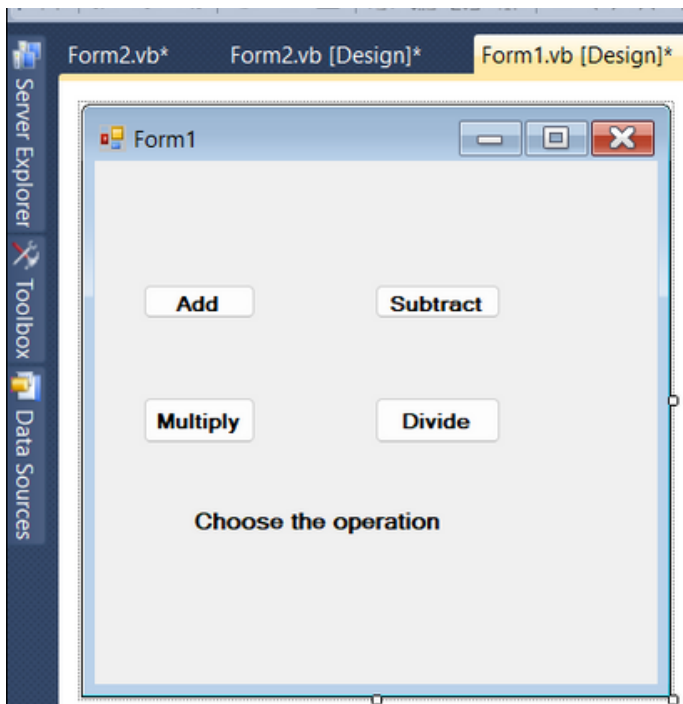 Form2.vb* Form2.vb [Design]* Form1.vb [Design]*
Server Explorer
Toolbox
Data Sources
Form1
Add Subtract
Multiply Divide
Choose the operation